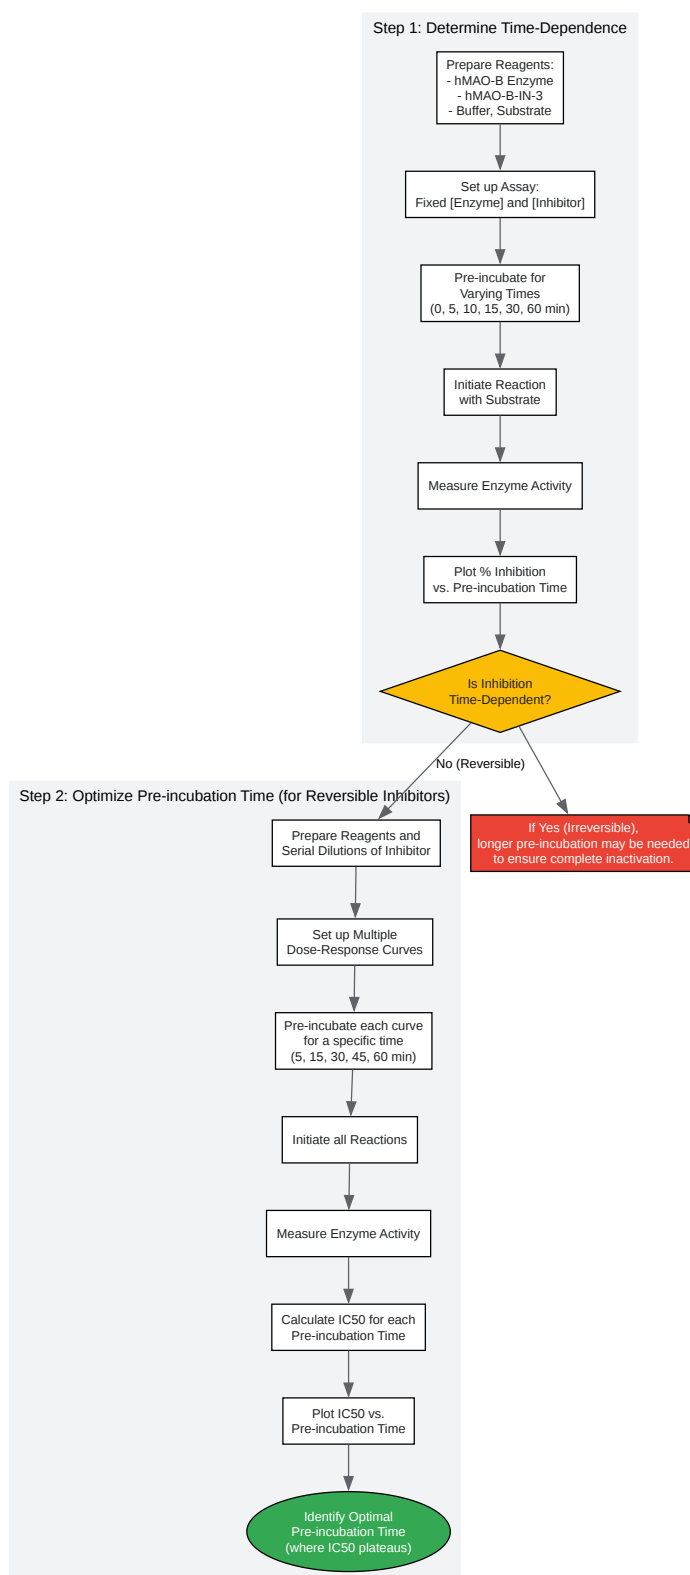 Step 1: Determine Time-Dependence
Prepare Reagents:
- hMAO-B Enzyme
- hMAO-B-IN-3
- Buffer, Substrate
Set up Assay:
Fixed [Enzyme] and [Inhibitor]
Pre-incubate for
Varying Times
(0, 5, 10, 15, 30, 60 min)
Initiate Reaction
with Substrate
Measure Enzyme Activity
Plot % Inhibition
vs. Pre-incubation Time
Is Inhibition
Time-Dependent?
No (Reversible)
If Yes (Irreversible),
longer pre-incubation may be needed
to ensure complete inactivation.
Step 2: Optimize Pre-incubation Time (for Reversible Inhibitors)
Prepare Reagents and
Serial Dilutions of Inhibitor
Set up Multiple
Dose-Response Curves
Pre-incubate each curve
for a specific time
(5, 15, 30, 45, 60 min)
Initiate all Reactions
Measure Enzyme Activity
Calculate IC50 for each
Pre-incubation Time
Plot IC50 vs.
Pre-incubation Time
Identify Optimal
Pre-incubation Time
(where IC50 plateaus)